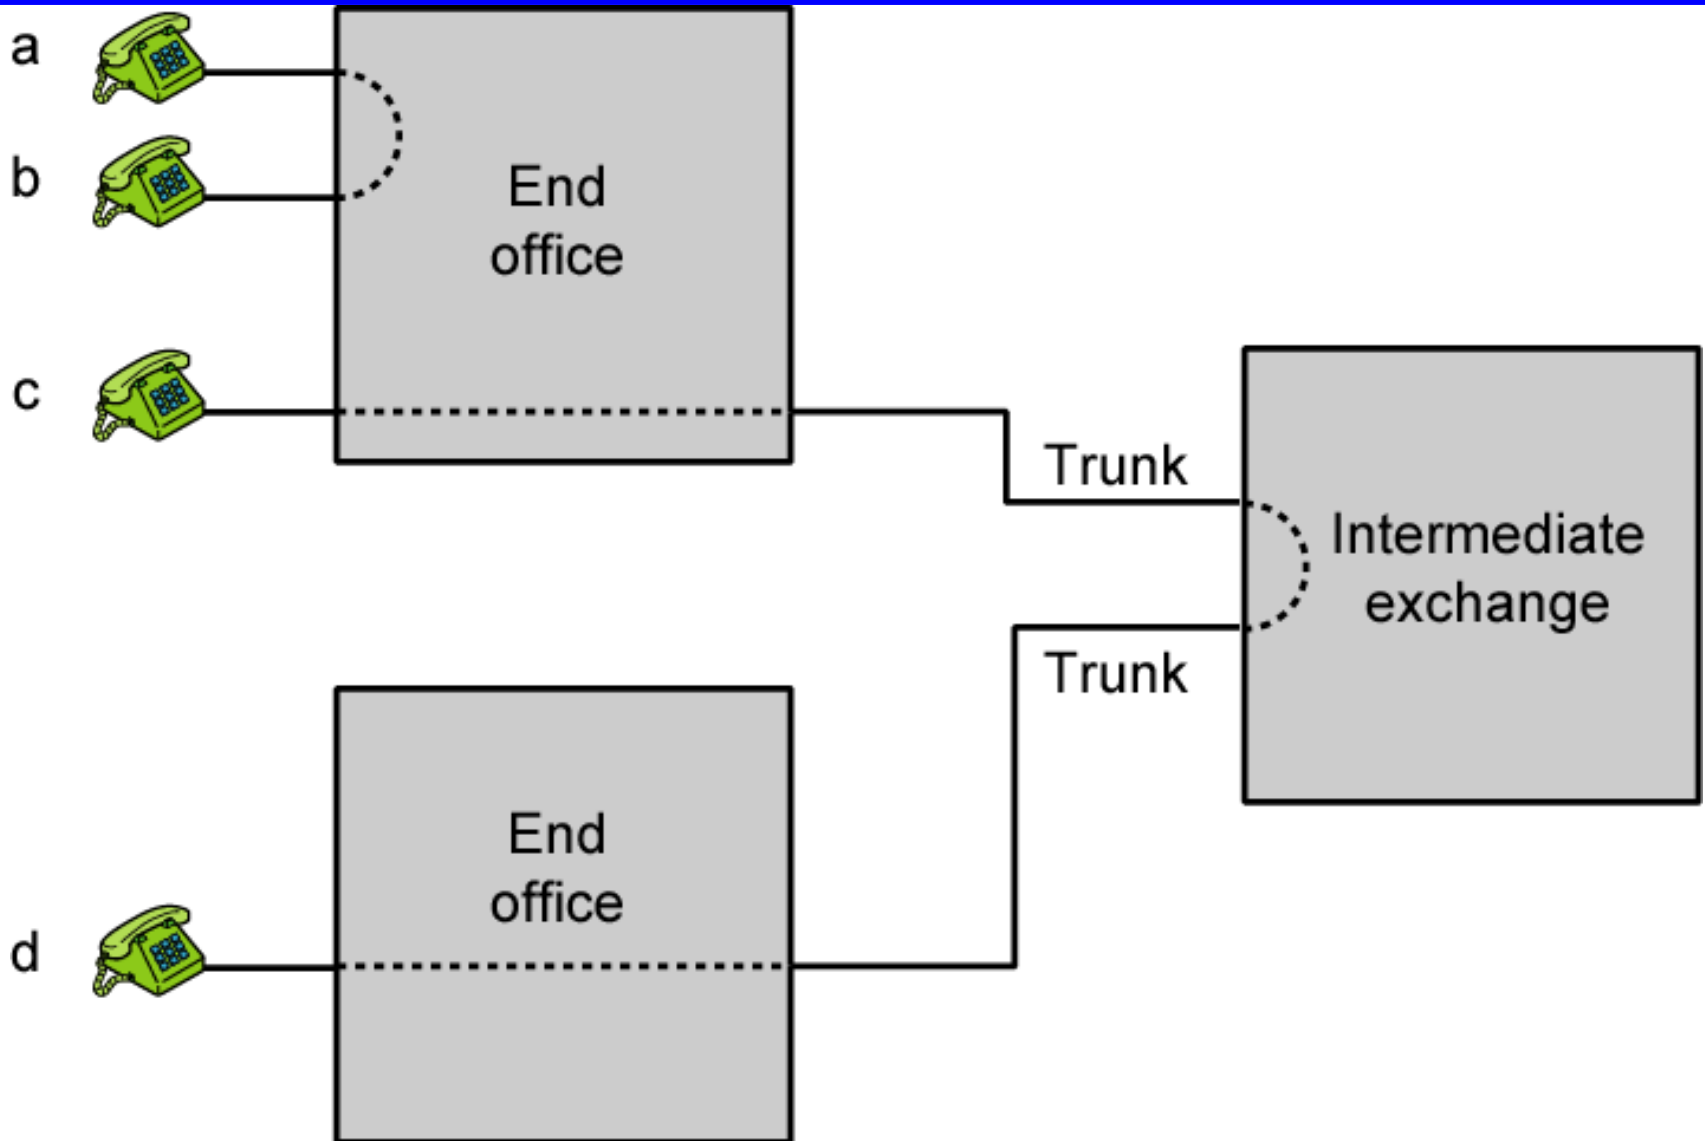 a
b
End
office
c
Trunk
Intermediate
exchange
Trunk
End
office
d